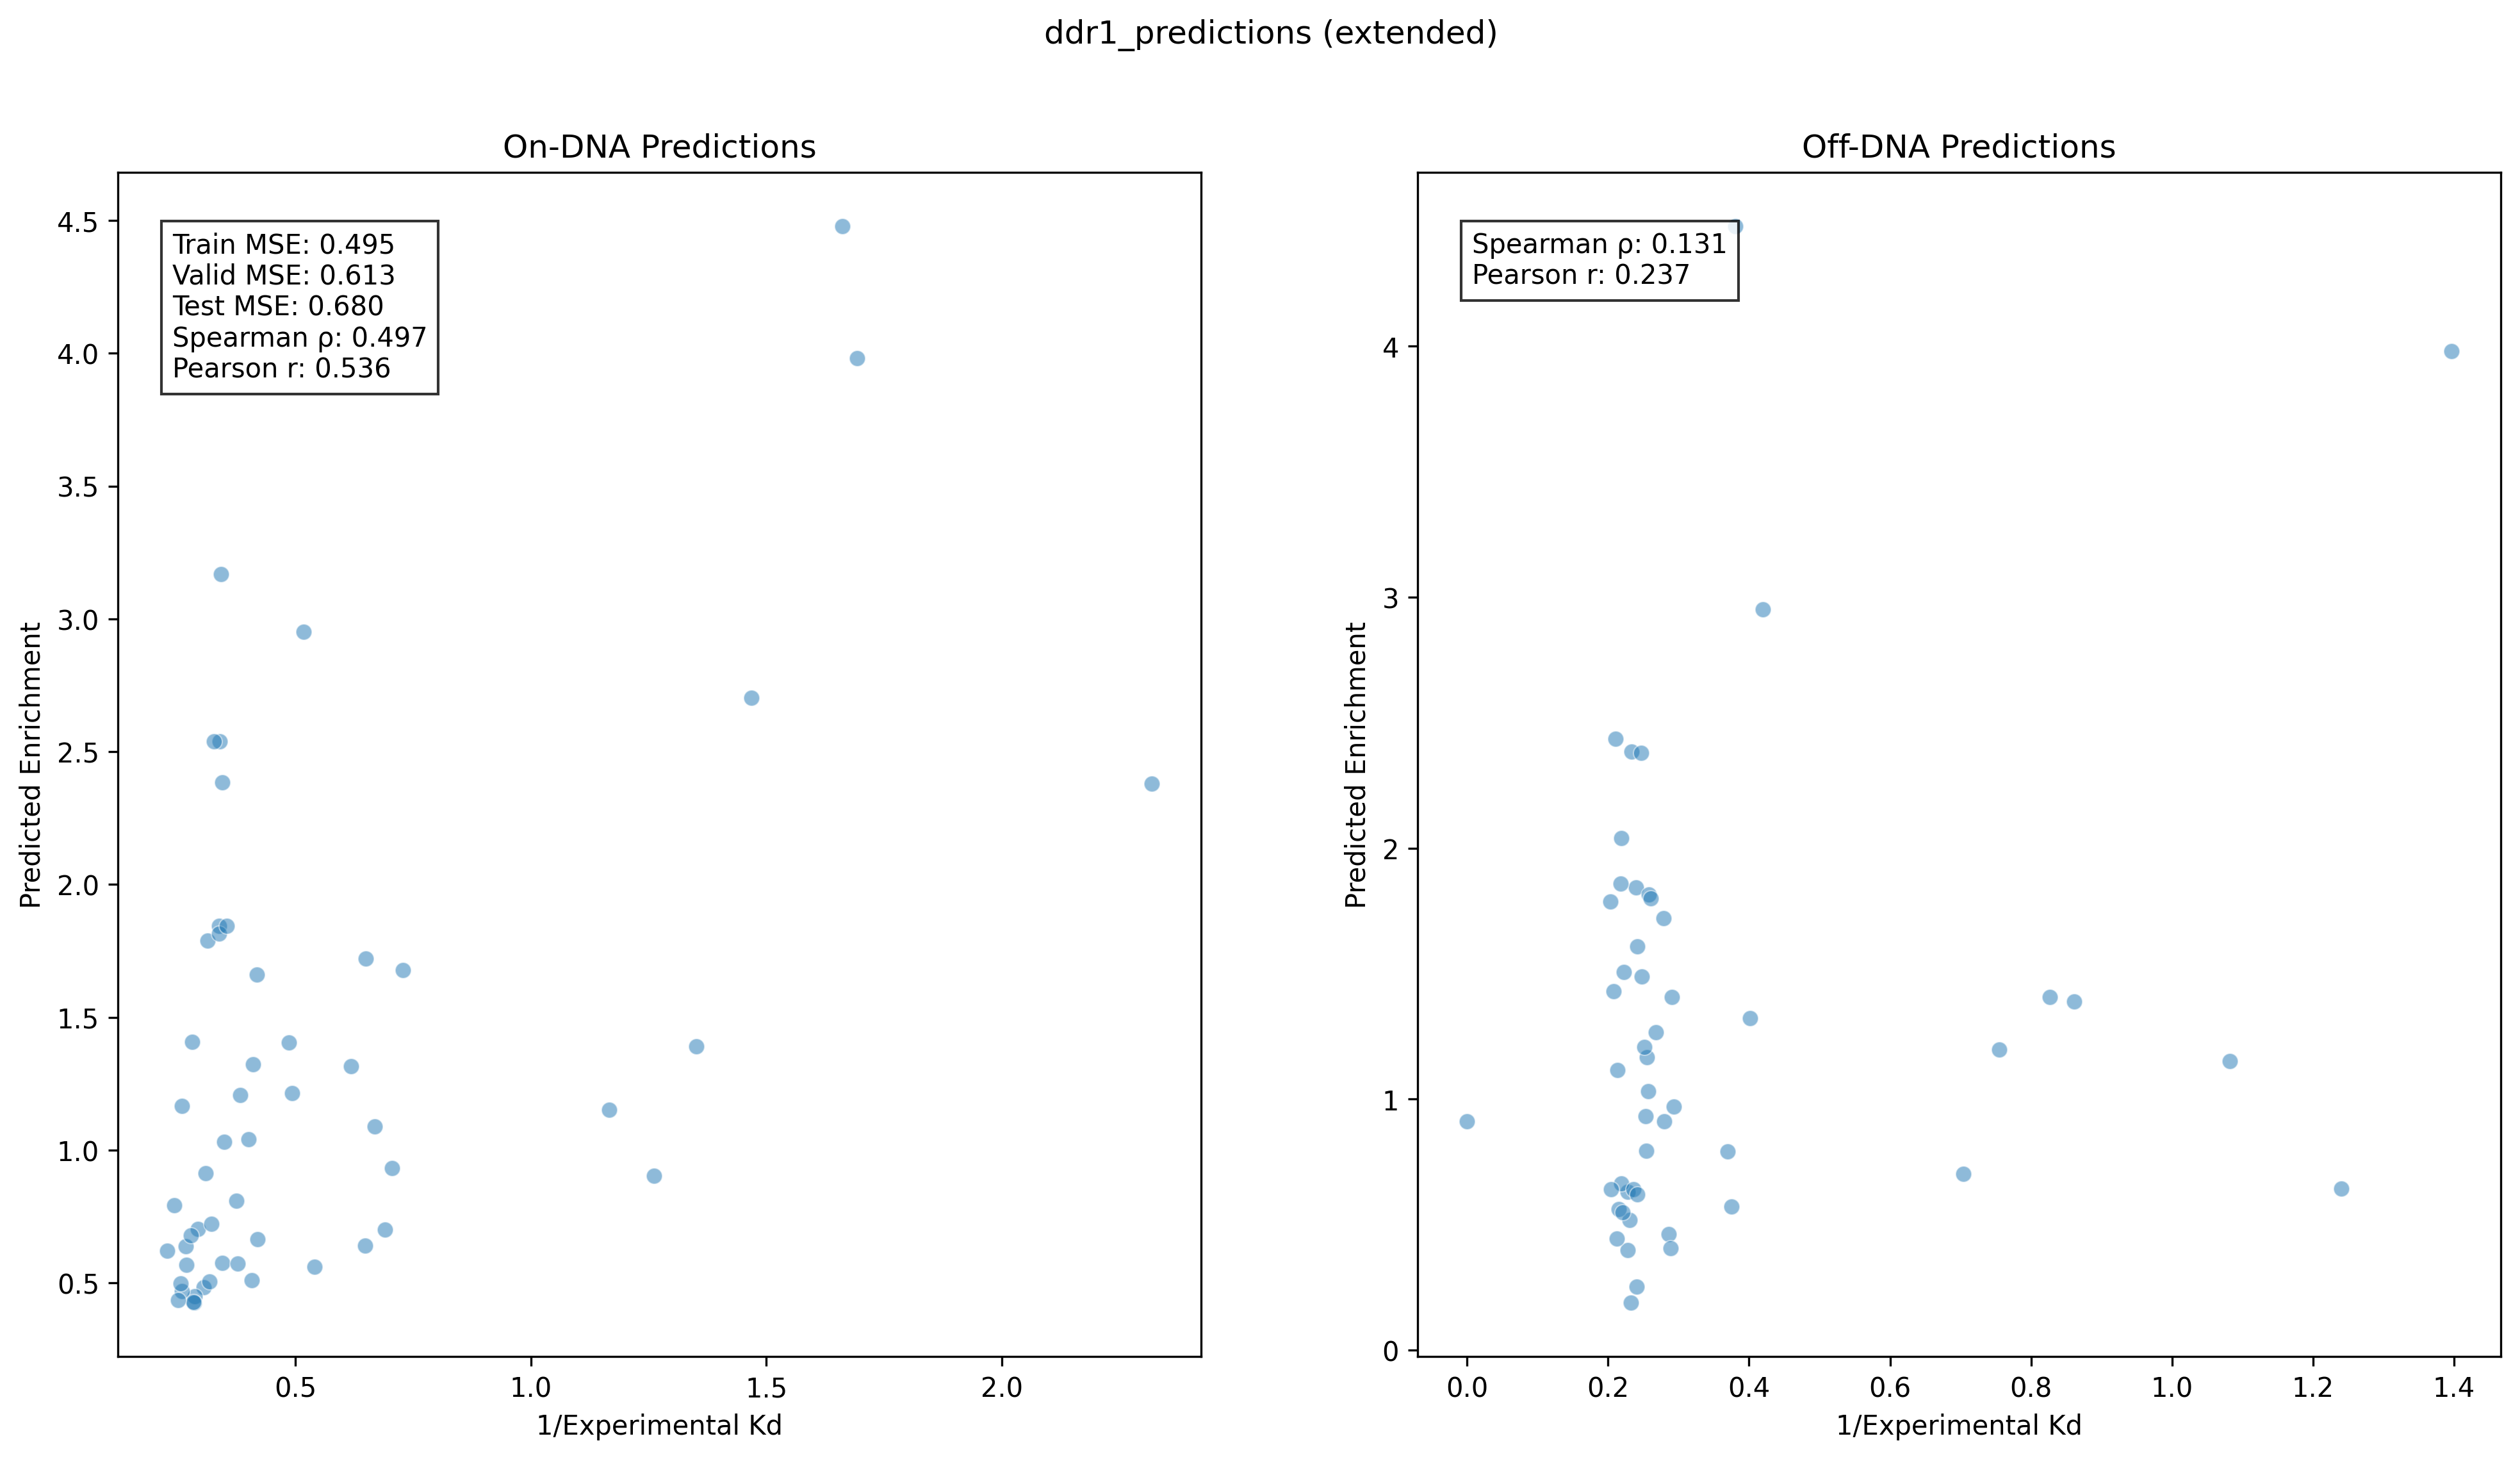 ddr1_predictions (extended)
On-DNA Predictions
Train MSE: 0.495
Valid MSE: 0.613
Test MSE: 0.680
Spearman ρ: 0.497
Pearson r: 0.536
Predicted Enrichment
4.5
4.0
3.5
3.0
2.5
2.0
1.5
1.0
0.5
0.5 1.0 1.5 2.0
1/Experimental Kd
Off-DNA Predictions
Spearman ρ: 0.131
Pearson r: 0.237
Predicted Enrichment
4
3
2
1
0
0.0 0.2 0.4 0.6 0.8 1.0 1.2 1.4
1/Experimental Kd